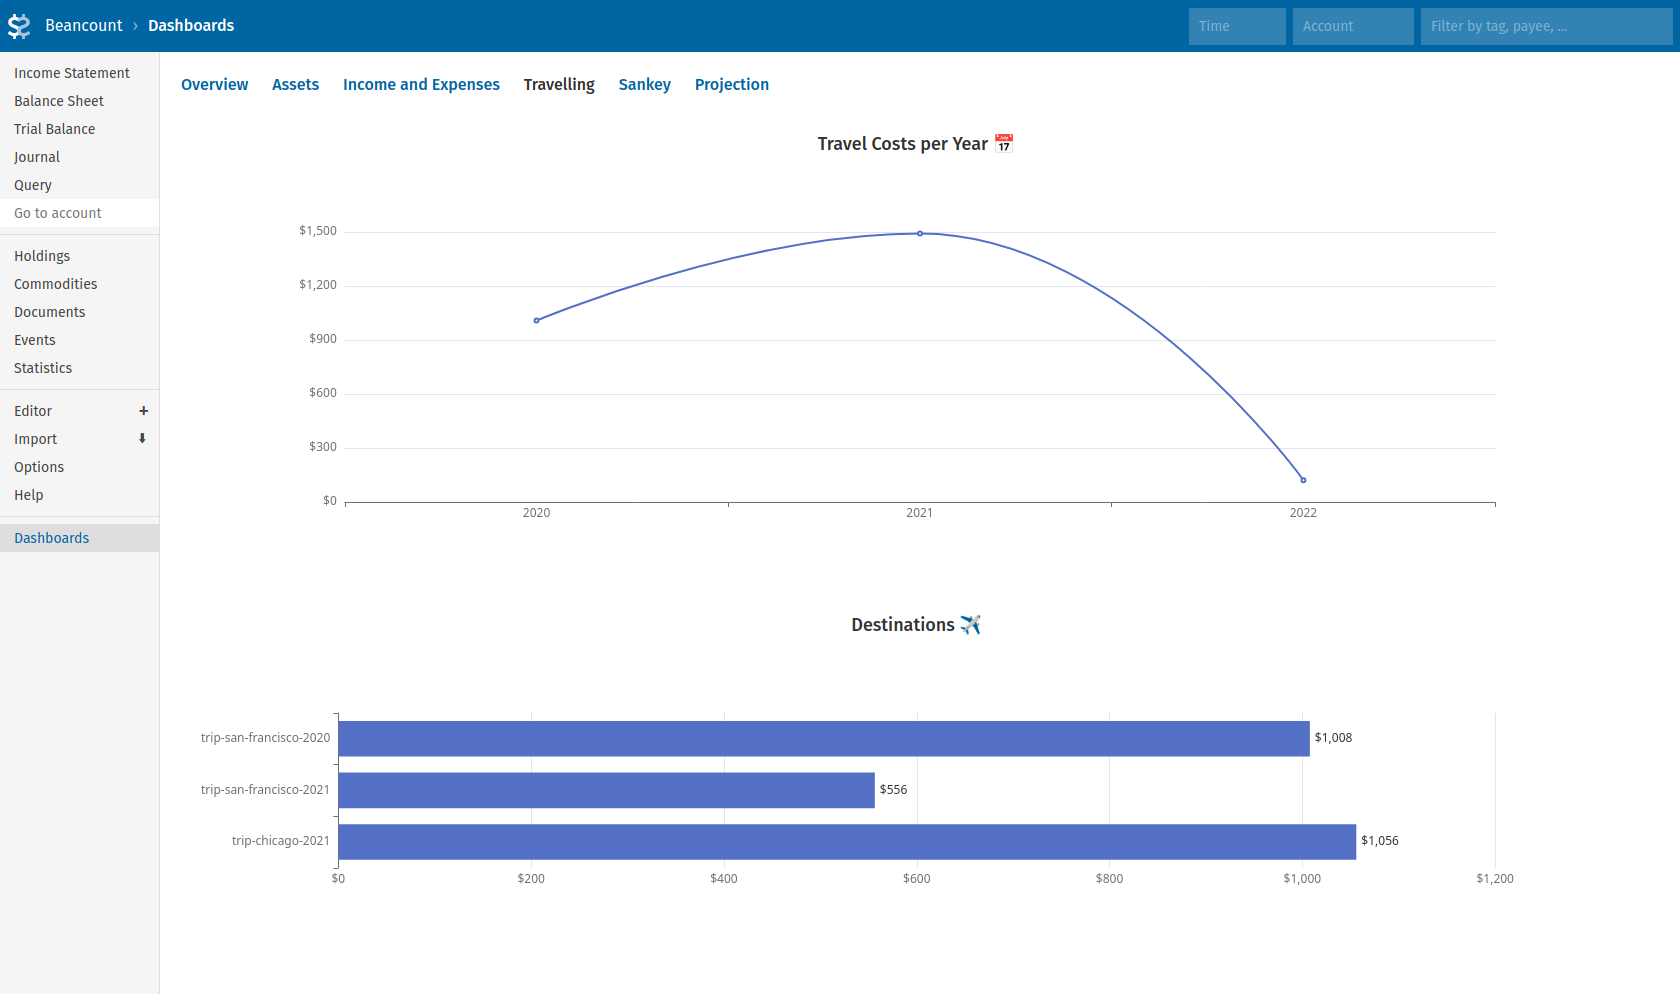 Beancount › Dashboards
Time
Account
Filter by tag, payee, ...
Income Statement
Balance Sheet
Trial Balance
Journal
Query
Go to account
Holdings
Commodities
Documents
Events
Statistics
Editor +
Import
Options
Help
Dashboards
Overview Assets Income and Expenses Travelling Sankey Projection
Travel Costs per Year
$1,500
$1,200
$900
$600
$300
$0
2020 2021 2022
Destinations
trip-san-francisco-2020 $1,008
trip-san-francisco-2021 $556
trip-chicago-2021 $1,056
$0 $200 $400 $600 $800 $1,000 $1,200